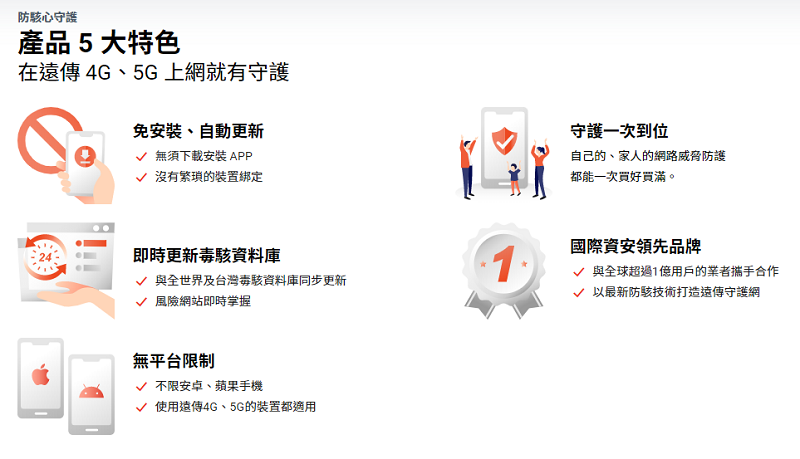 防駭心守護
產品 5 大特色
在遠傳 4G、5G 上網就有守護
免安裝、自動更新
無須下載安裝 APP
沒有繁瑣的裝置綁定
即時更新毒駭資料庫
24
與全世界及台灣毒駭資料庫同步更新
風險網站即時掌握
無平台限制
不限安卓、蘋果手機
使用遠傳4G、5G的裝置都適用
守護一次到位
自己的、家人的網路威脅防護
都能一次買好買滿。
國際資安領先品牌
1
與全球超過1億用戶的業者攜手合作
以最新防駭技術打造遠傳守護網